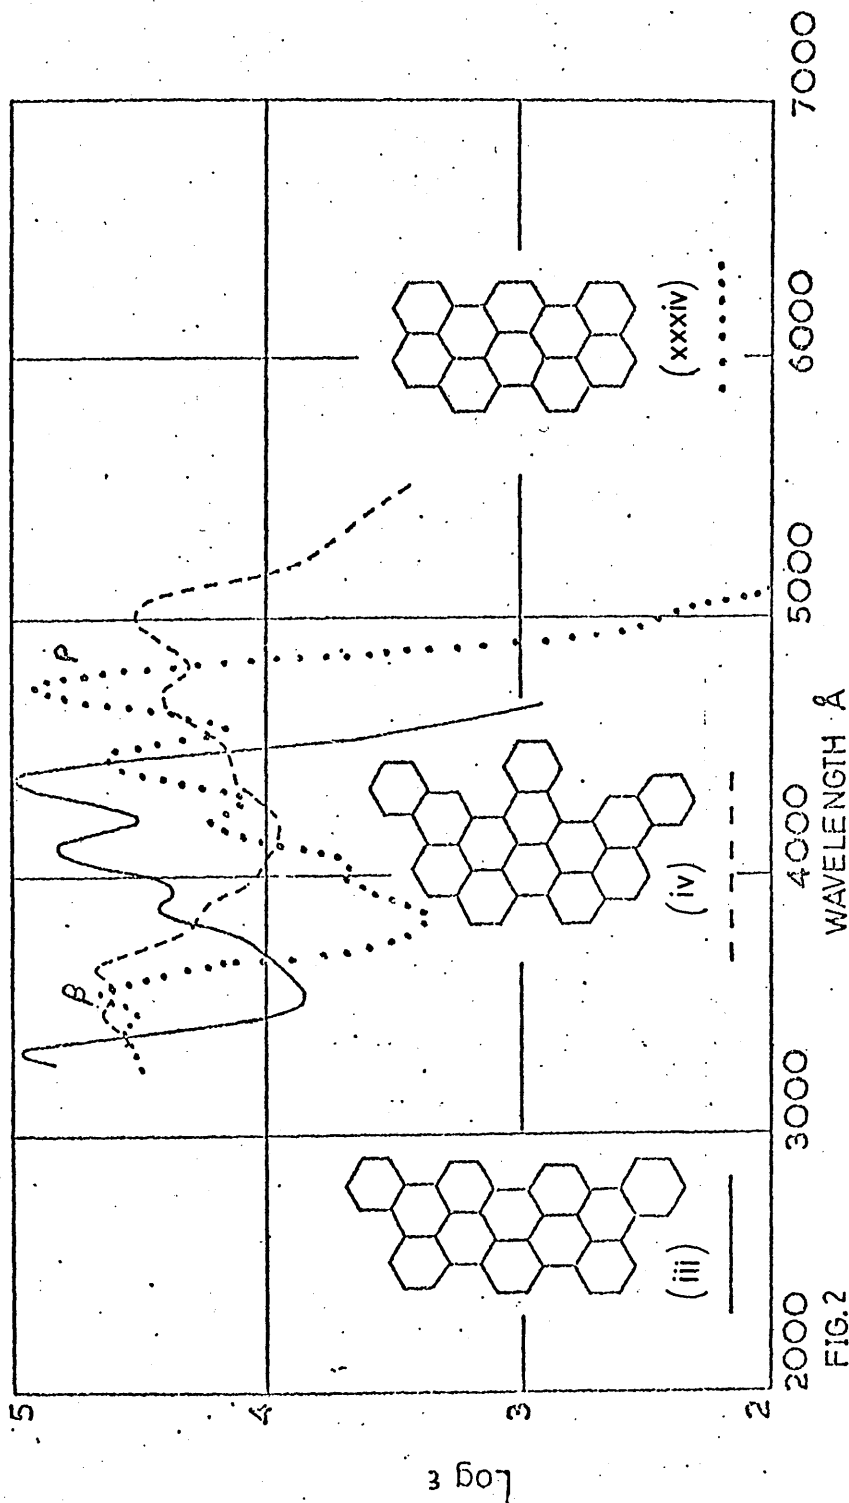 Log ε
5
4
3
2
β
ρ
(iii)
(iv)
(xxxiv)
2000
3000
4000
5000
6000
7000
WAVELENGTH Å
FIG. 2